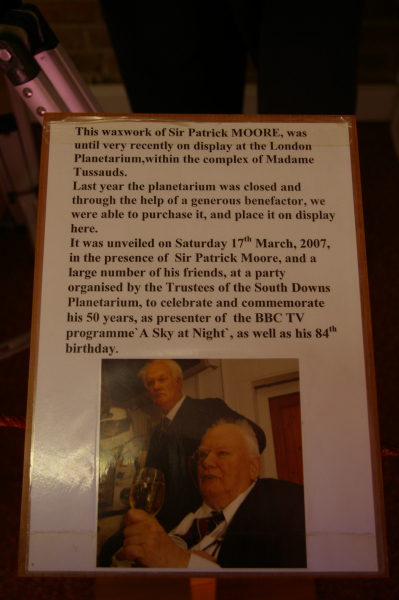 This waxwork of Sir Patrick MOORE, was
until very recently on display at the London
Planetarium,within the complex of Madame
Tussauds.
Last year the planetarium was closed and
through the help of a generous benefactor, we
were able to purchase it, and place it on display
here.
It was unveiled on Saturday 17th March, 2007,
in the presence of Sir Patrick Moore, and a
large number of his friends, at a party
organised by the Trustees of the South Downs
Planetarium, to celebrate and commemorate
his 50 years, as presenter of the BBC TV
programme`A Sky at Night`, as well as his 84th
birthday.